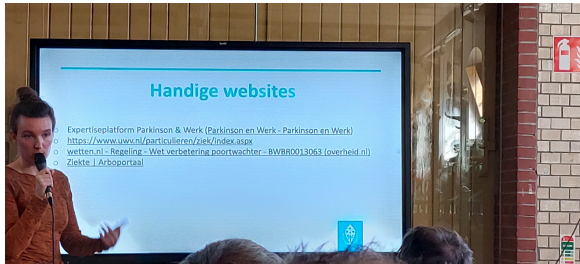 Handige websites
Expertiseplatform Parkinson & Werk (Parkinson en Werk - Parkinson en Werk)
https://www.uwv.nl/particulieren/ziek/index.aspx
wetten.nl - Regeling - Wet verbetering poortwachter - BWBR0013063 (overheid.nl)
Ziekte | Arboportaal